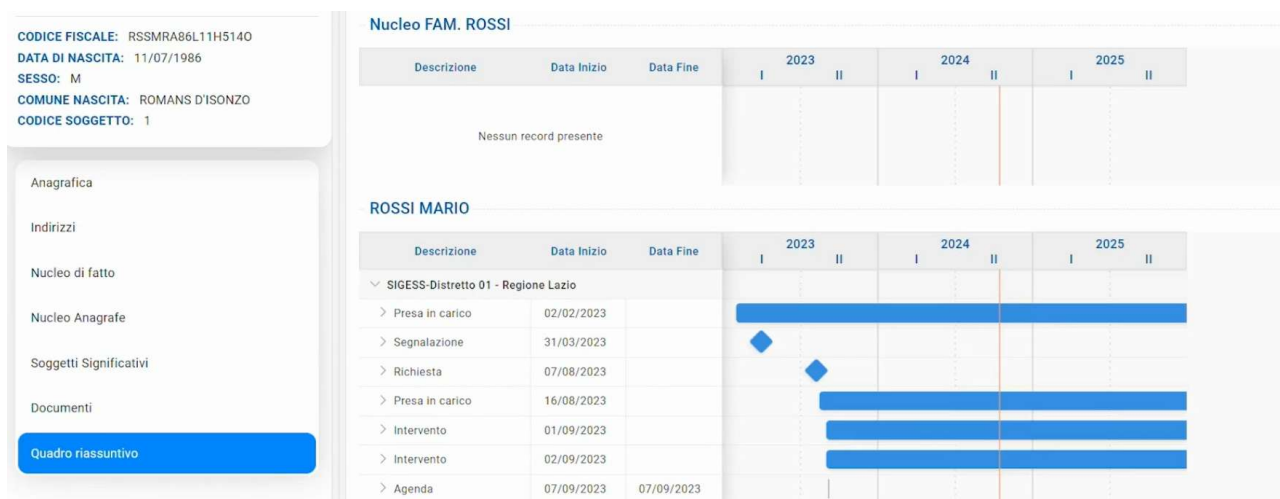 CODICE FISCALE: RSSMRA86L11H514O
DATA DI NASCITA: 11/07/1986
SESSO: M
COMUNE NASCITA: ROMANS D'ISONZO
CODICE SOGGETTO: 1
Anagrafica
Indirizzi
Nucleo di fatto
Nucleo Anagrafe
Soggetti Significativi
Documenti
Quadro riassuntivo
Nucleo FAM. ROSSI
Descrizione Data Inizio Data Fine 2023 2024 2025
I II I II I II
Nessun record presente
ROSSI MARIO
Descrizione Data Inizio Data Fine 2023 2024 2025
I II I II I II
SIGESS-Distretto 01 - Regione Lazio
Presa in carico 02/02/2023
Segnalazione 31/03/2023
Richiesta 07/08/2023
Presa in carico 16/08/2023
Intervento 01/09/2023
Intervento 02/09/2023
Agenda 07/09/2023 07/09/2023